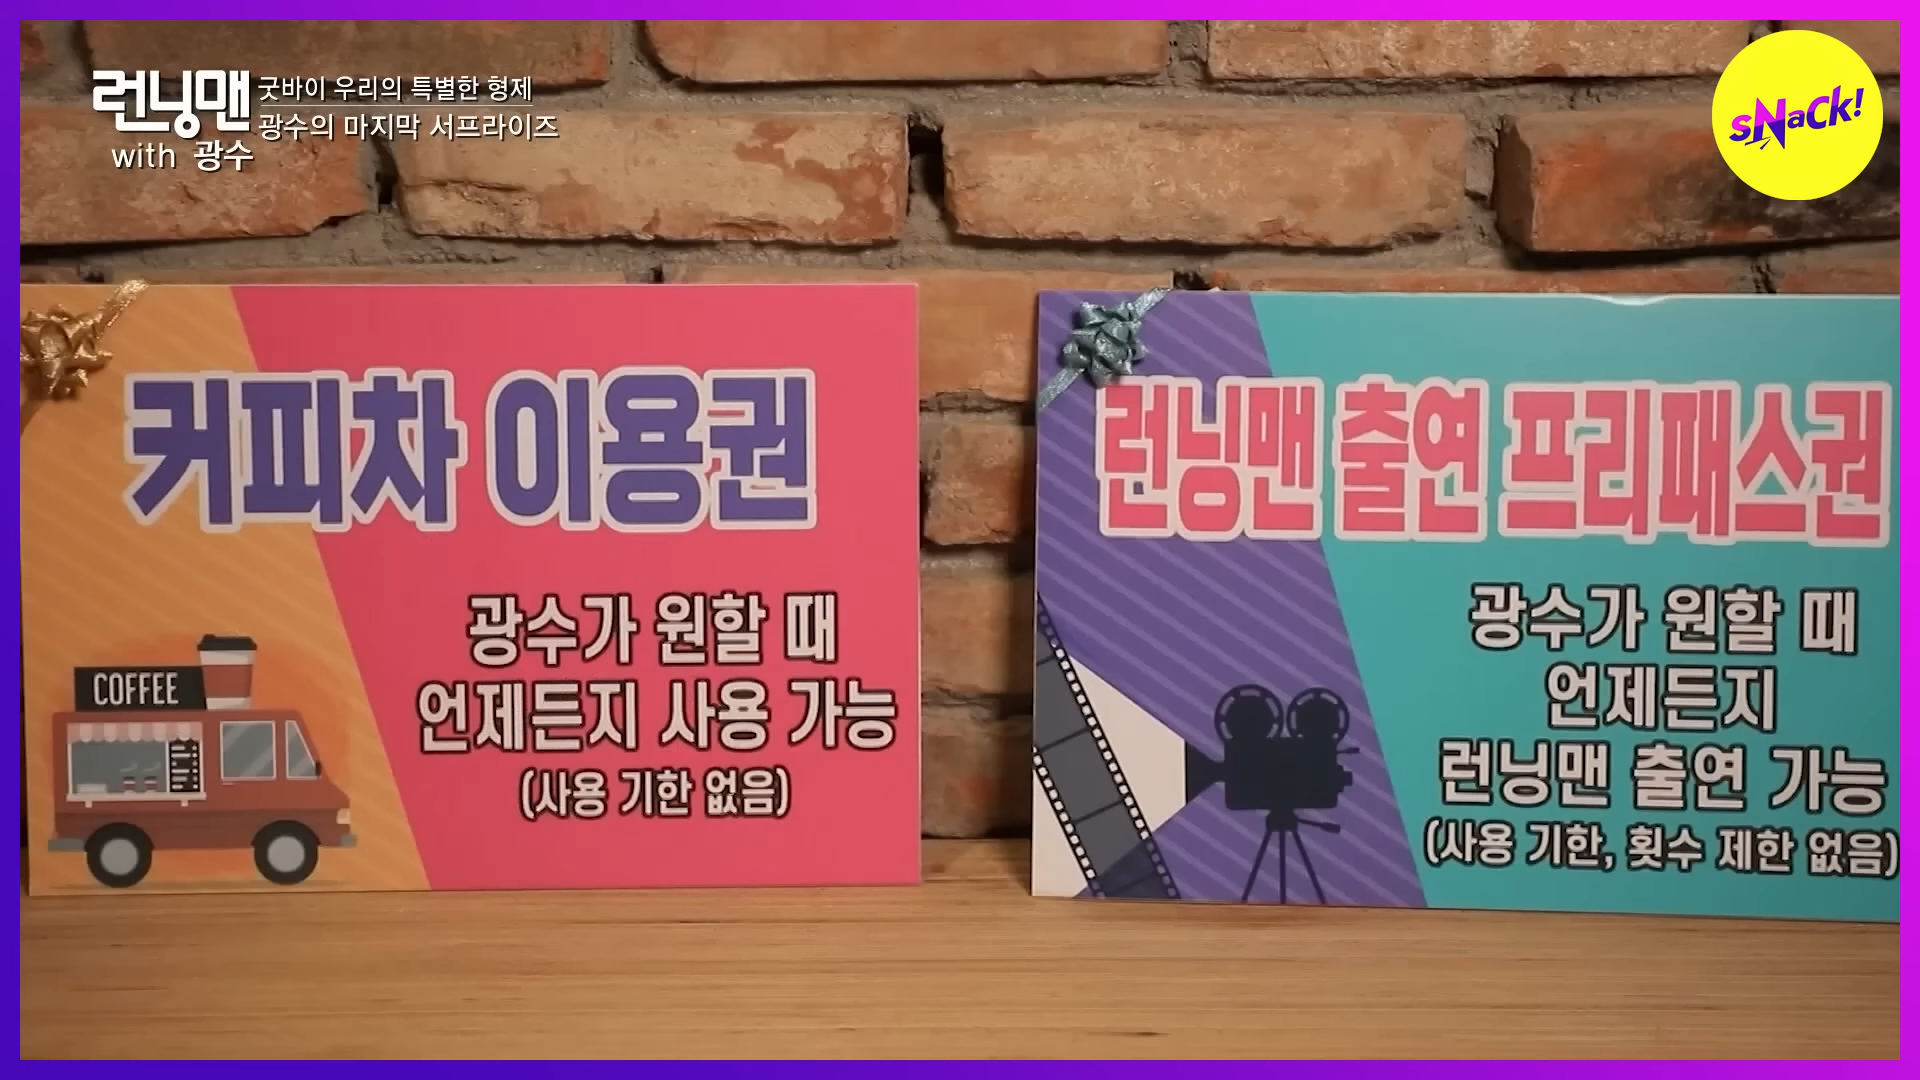 런닝맨
with 광수
굿바이 우리의 특별한 형제
광수의 마지막 서프라이즈
sNacK!
커피차 이용권
광수가 원할 때
언제든지 사용 가능
(사용 기한 없음)
COFFEE
런닝맨 출연 프리패스권
광수가 원할 때
언제든지
런닝맨 출연 가능
(사용 기한, 횟수 제한 없음)